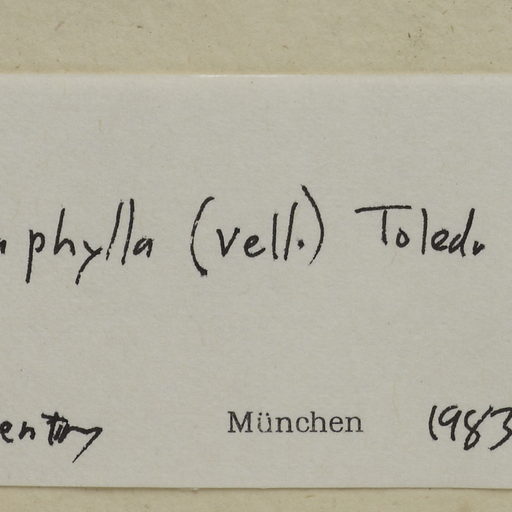 phylla (vell.) Toledo
München 1983